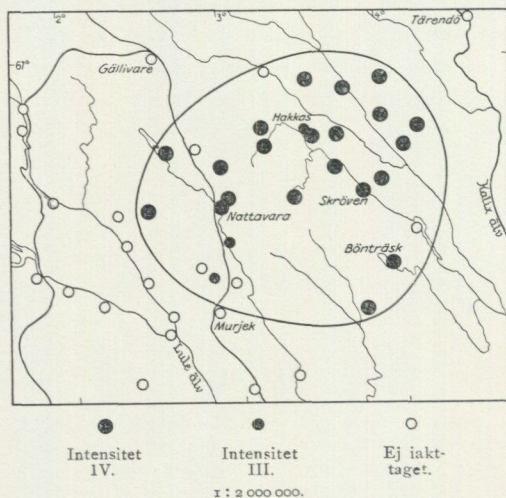 2°
3°
4°
Tärendö
67°
Gällivare
Hakkas
Kalix älv
Skröven
Nattavara
Bönträsk
Murjek
Lule älv
Intensitet Intensitet Ej iakt-
IV. III. taget.
1 : 2 000 000.